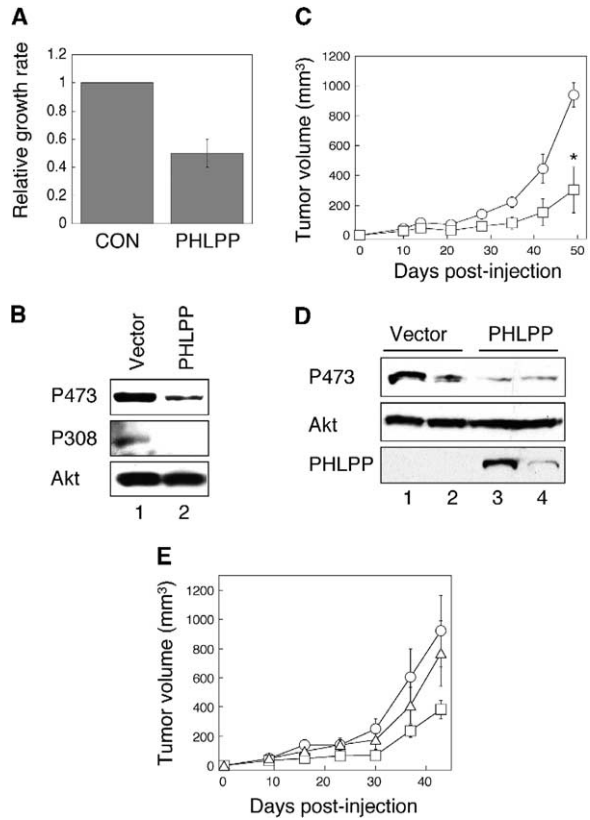 A
Relative growth rate
1.2
1
0.8
0.6
0.4
0.2
0
CON PHLPP
B
Vector PHLPP
P473
P308
Akt
1 2
C
Tumor volume (mm3)
1200
1000
800
600
400
200
0
0 10 20 30 40 50
*
Days post-injection
D
Vector PHLPP
P473
Akt
PHLPP
1 2 3 4
E
Tumor volume (mm3)
1200
1000
800
600
400
200
0
0 10 20 30 40
Days post-injection